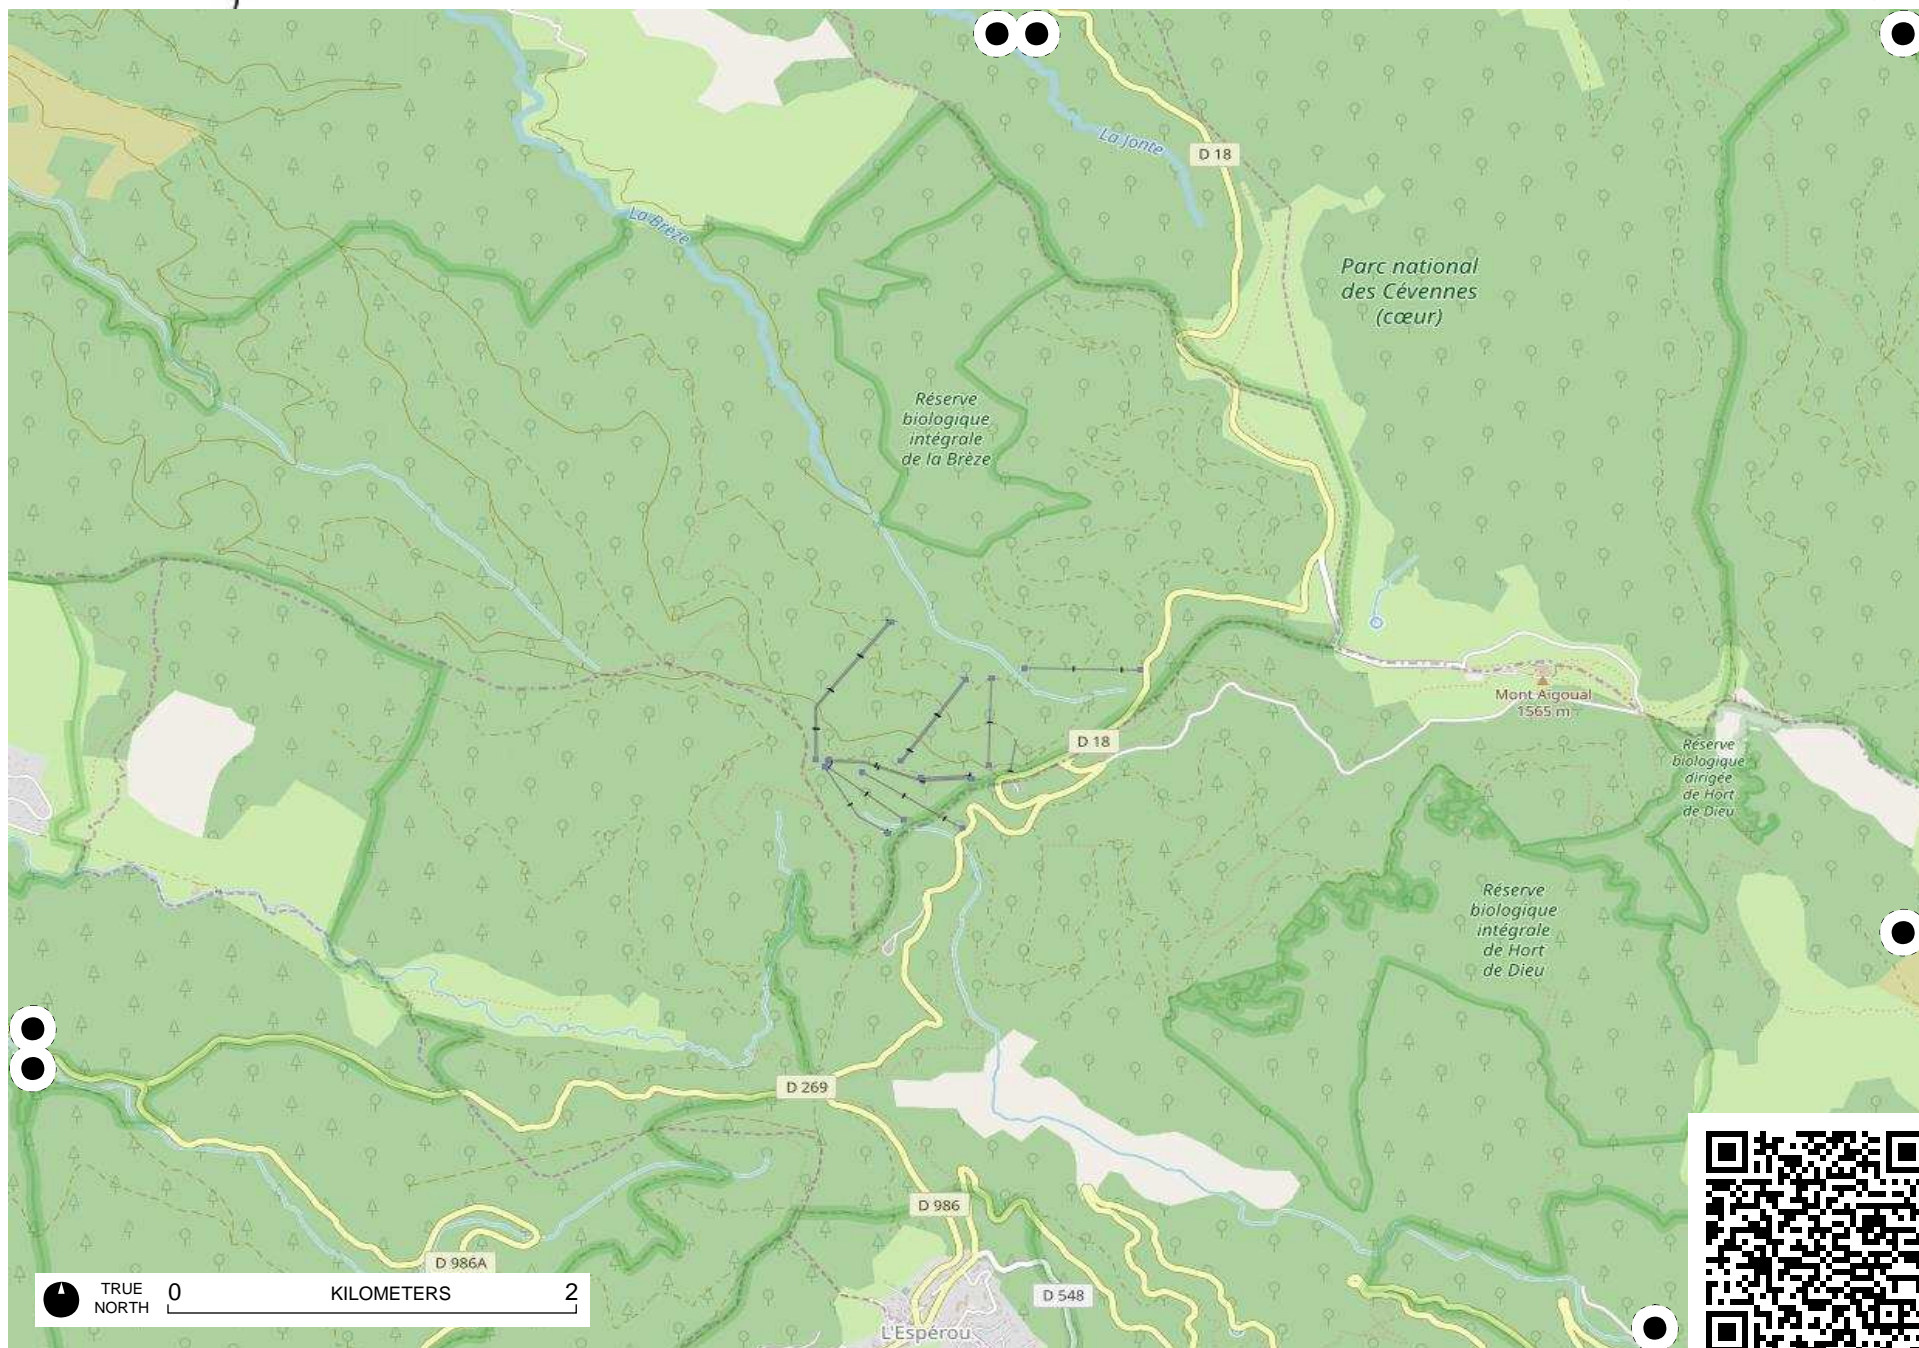 La Jonte
D 18
La Brèze
Parc national
des Cévennes
(cœur)
Réserve
biologique
intégrale
de la Brèze
Mont Aigoual
1565 m
D 18
Réserve
biologique
dirigée
de Hort
de Dieu
Réserve
biologique
intégrale
de Hort
de Dieu
D 269
D 986
D 986A
D 548
L'Espérou
TRUE
NORTH
0 KILOMETERS 2